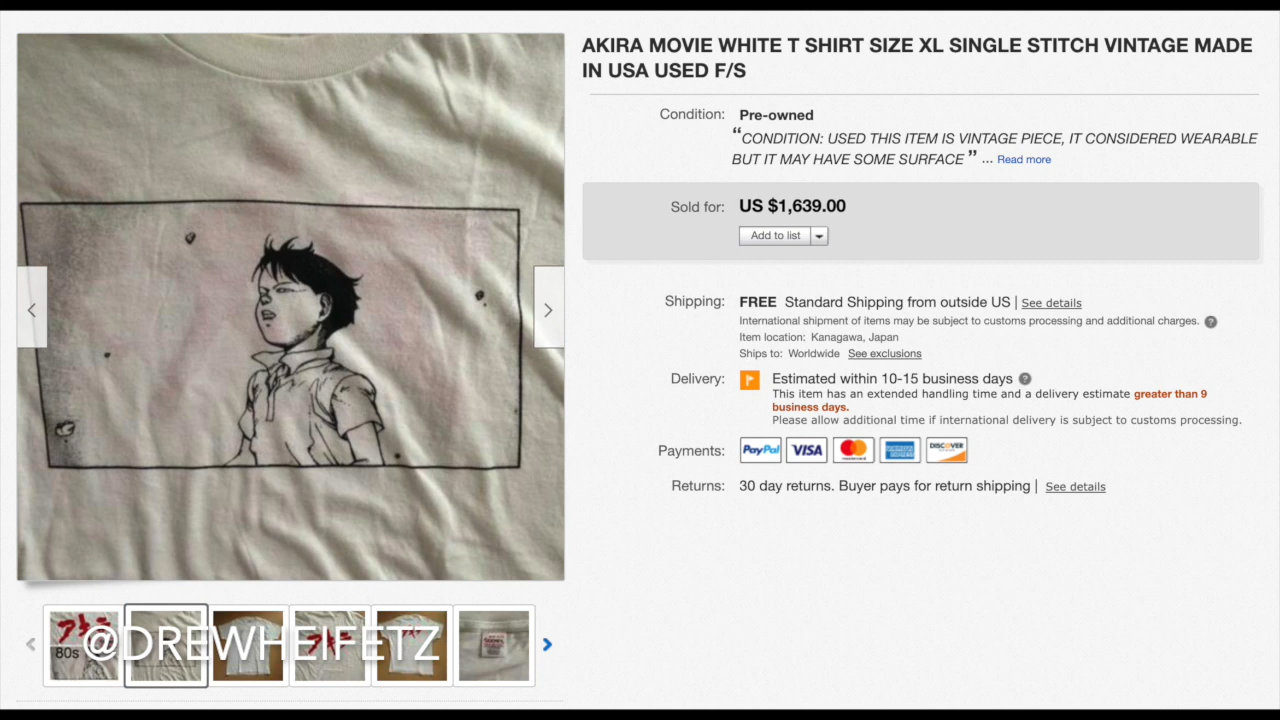 AKIRA MOVIE WHITE T SHIRT SIZE XL SINGLE STITCH VINTAGE MADE
IN USA USED F/S
Condition: Pre-owned
“CONDITION: USED THIS ITEM IS VINTAGE PIECE, IT CONSIDERED WEARABLE
BUT IT MAY HAVE SOME SURFACE ” ... Read more
Sold for: US $1,639.00
Add to list
Shipping: FREE Standard Shipping from outside US | See details
International shipment of items may be subject to customs processing and additional charges. ?
Item location: Kanagawa, Japan
Ships to: Worldwide See exclusions
Delivery: Estimated within 10-15 business days ?
This item has an extended handling time and a delivery estimate greater than 9
business days.
Please allow additional time if international delivery is subject to customs processing.
Payments: PayPal VISA mastercard AMERICAN EXPRESS DISCOVER
Returns: 30 day returns. Buyer pays for return shipping | See details
アキラ
80s
@DREWHEIFETZ